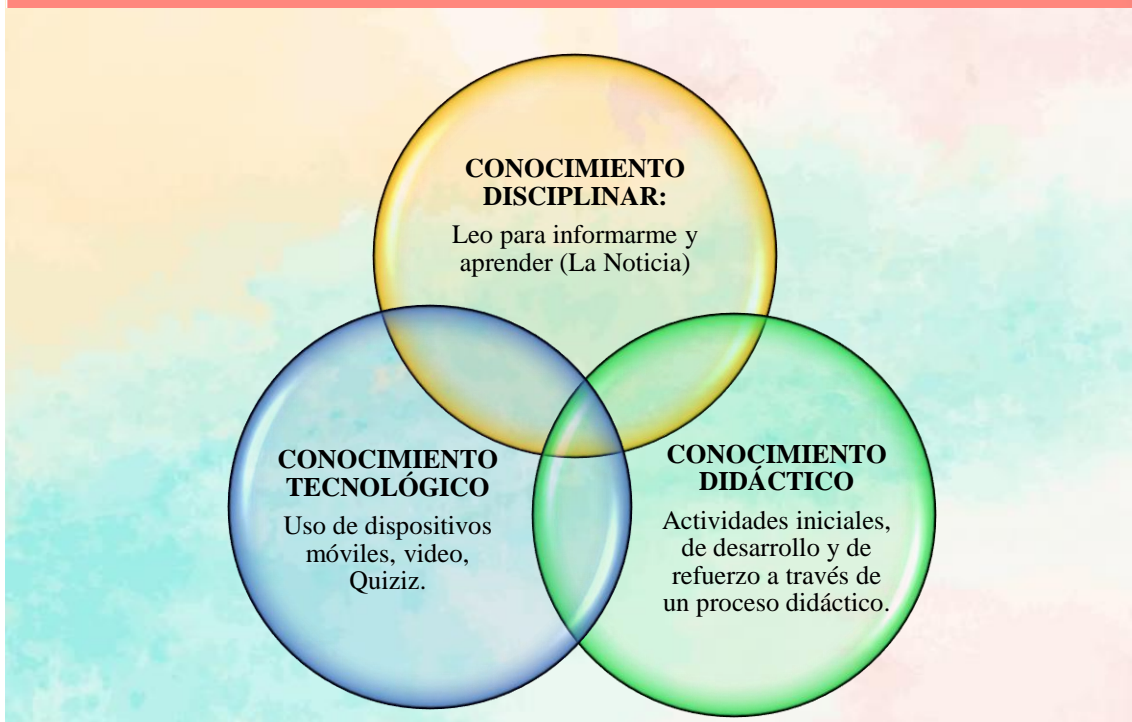 CONOCIMIENTO
DISCIPLINAR:
Leo para informarme y
aprender (La Noticia)
CONOCIMIENTO
TECNOLÓGICO
Uso de dispositivos
móviles, video,
Quiziz.
CONOCIMIENTO
DIDÁCTICO
Actividades iniciales,
de desarrollo y de
refuerzo a través de
un proceso didáctico.